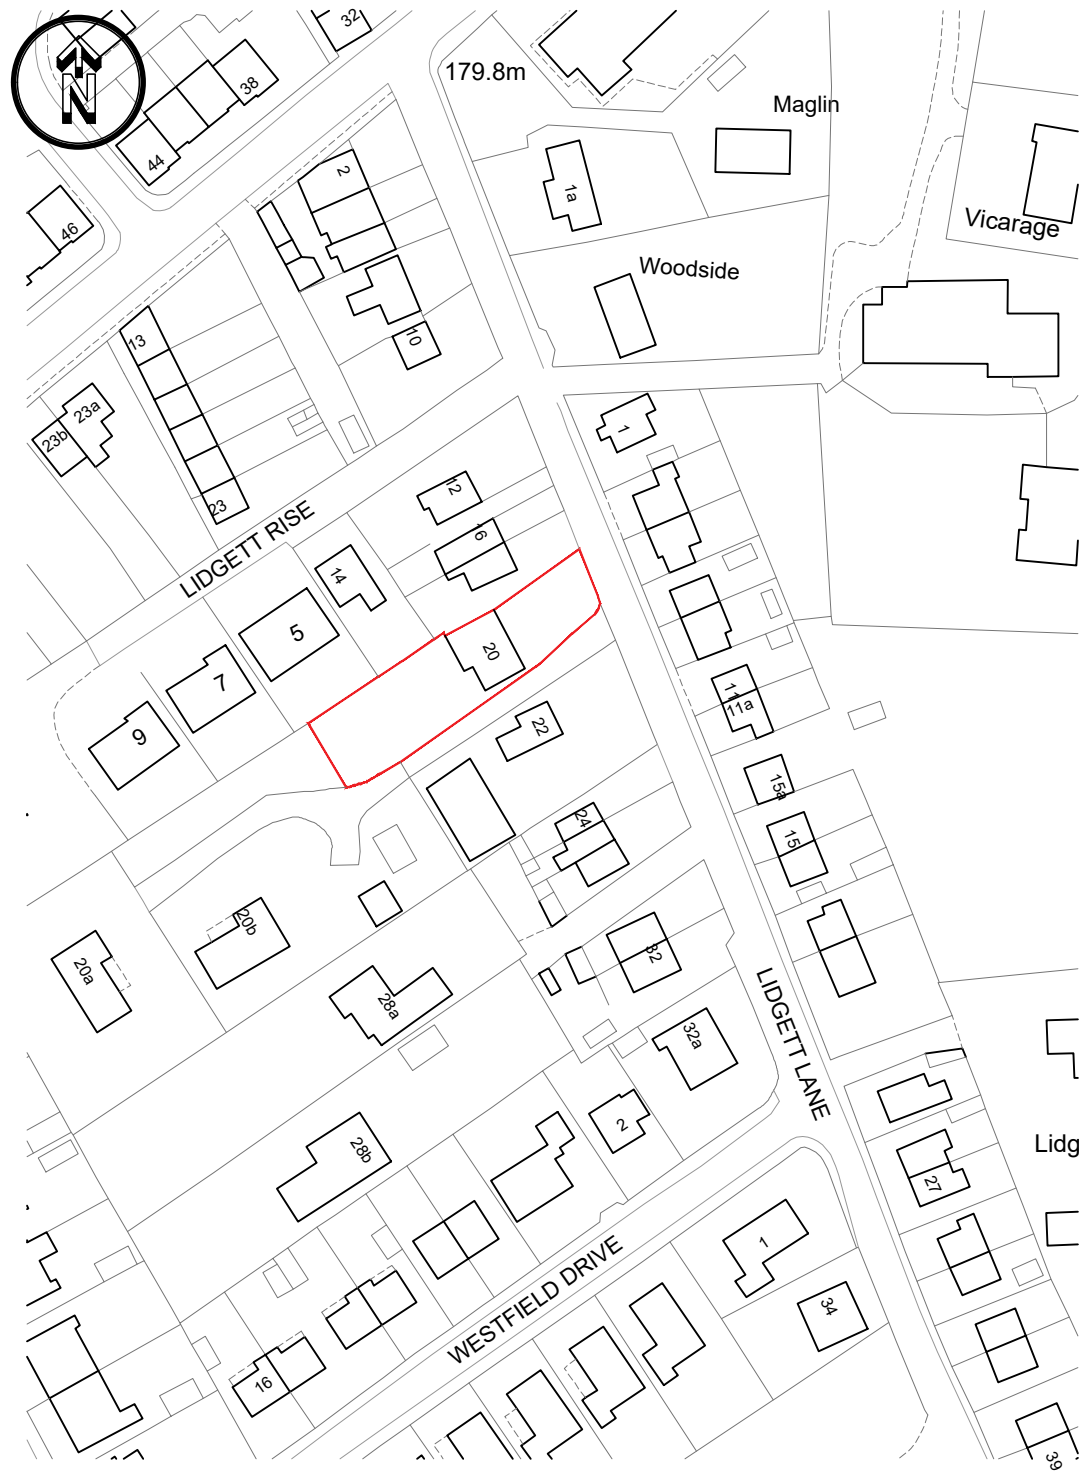 32
179.8m
38
Maglin
N
44
2
1a
46
Vicarage
Woodside
13
10
23a
1
23b
12
23
16
LIDGETT RISE
14
5
20
7
11
11a
9
22
15a
24
15
20b
32
20a
28a
LIDGETT LANE
32a
2
Lidg
28b
27
1
WESTFIELD DRIVE
34
16
39